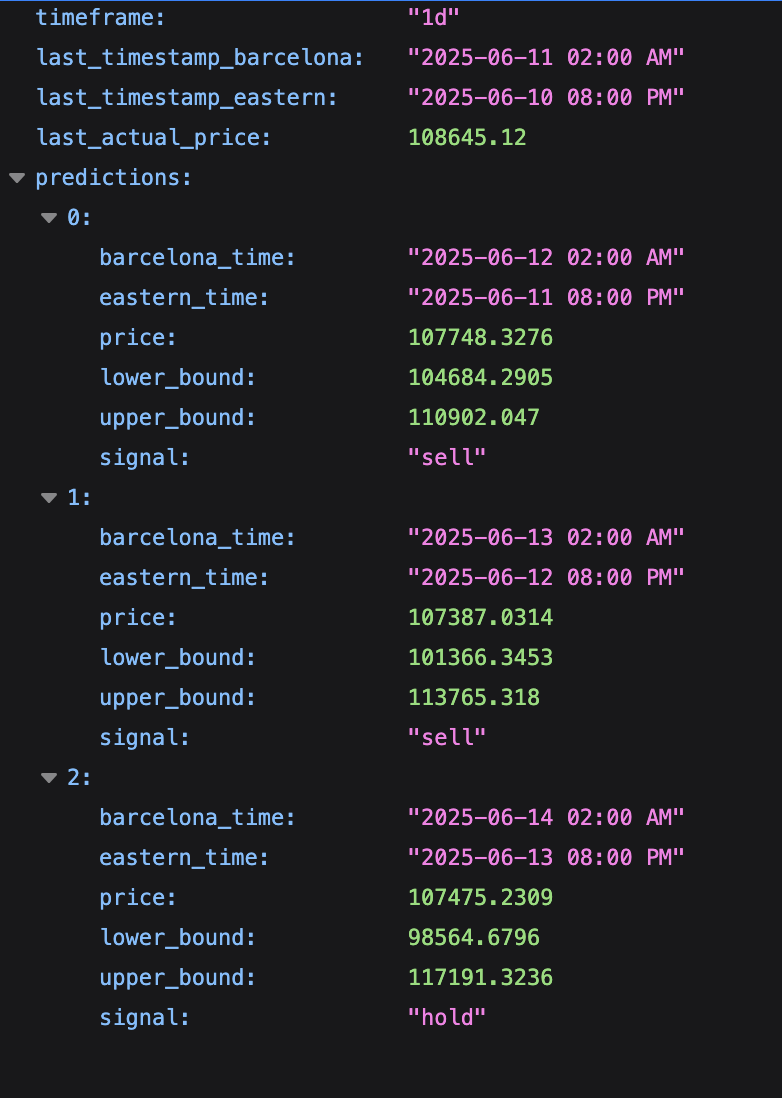 timeframe: "1d"
last_timestamp_barcelona: "2025-06-11 02:00 AM"
last_timestamp_eastern: "2025-06-10 08:00 PM"
last_actual_price: 108645.12
predictions:
0:
barcelona_time: "2025-06-12 02:00 AM"
eastern_time: "2025-06-11 08:00 PM"
price: 107748.3276
lower_bound: 104684.2905
upper_bound: 110902.047
signal: "sell"
1:
barcelona_time: "2025-06-13 02:00 AM"
eastern_time: "2025-06-12 08:00 PM"
price: 107387.0314
lower_bound: 101366.3453
upper_bound: 113765.318
signal: "sell"
2:
barcelona_time: "2025-06-14 02:00 AM"
eastern_time: "2025-06-13 08:00 PM"
price: 107475.2309
lower_bound: 98564.6796
upper_bound: 117191.3236
signal: "hold"